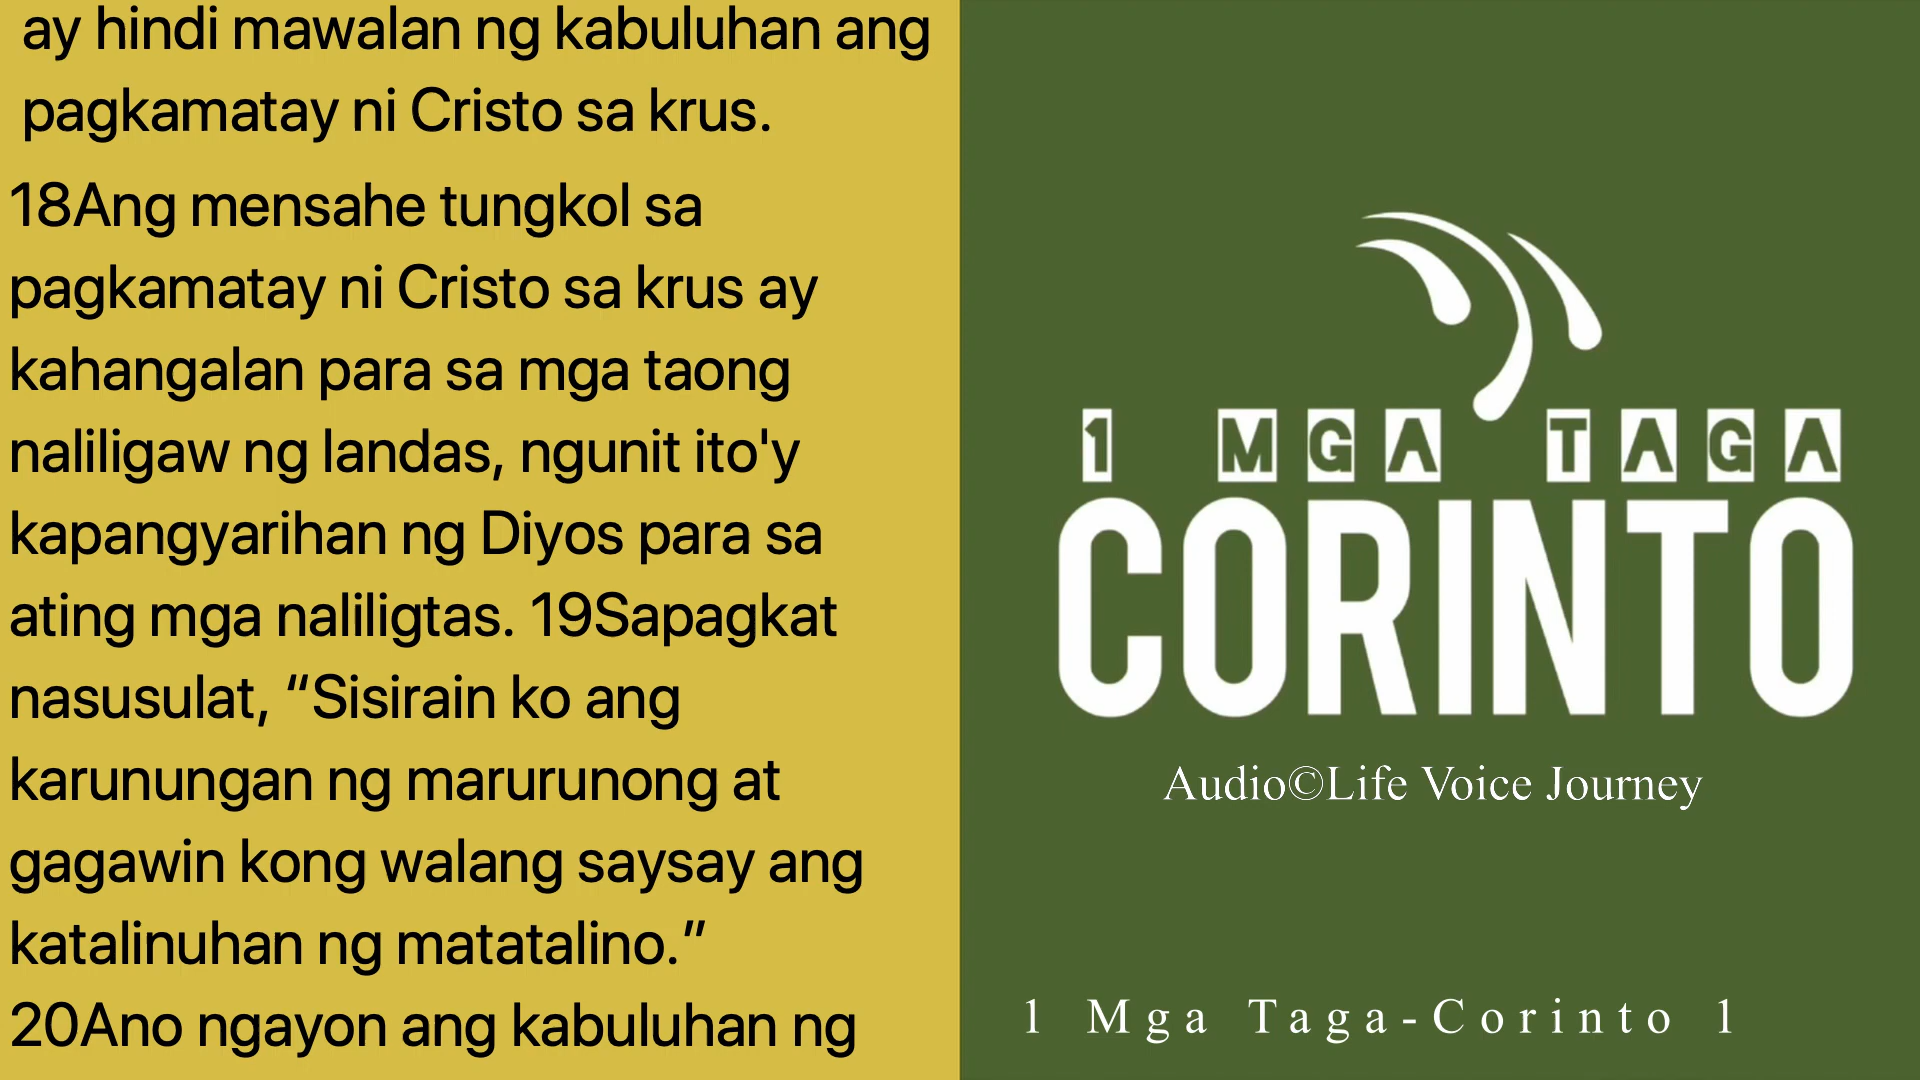 ay hindi mawalan ng kabuluhan ang
pagkamatay ni Cristo sa krus.
18Ang mensahe tungkol sa
pagkamatay ni Cristo sa krus ay
kahangalan para sa mga taong
naliligaw ng landas, ngunit ito'y
kapangyarihan ng Diyos para sa
ating mga naliligtas. 19Sapagkat
nasusulat, “Sisirain ko ang
karunungan ng marurunong at
gagawin kong walang saysay ang
katalinuhan ng matatalino.”
20Ano ngayon ang kabuluhan ng
1 MGA TAGA
CORINTO
Audio©Life Voice Journey
1 Mga Taga-Corinto 1